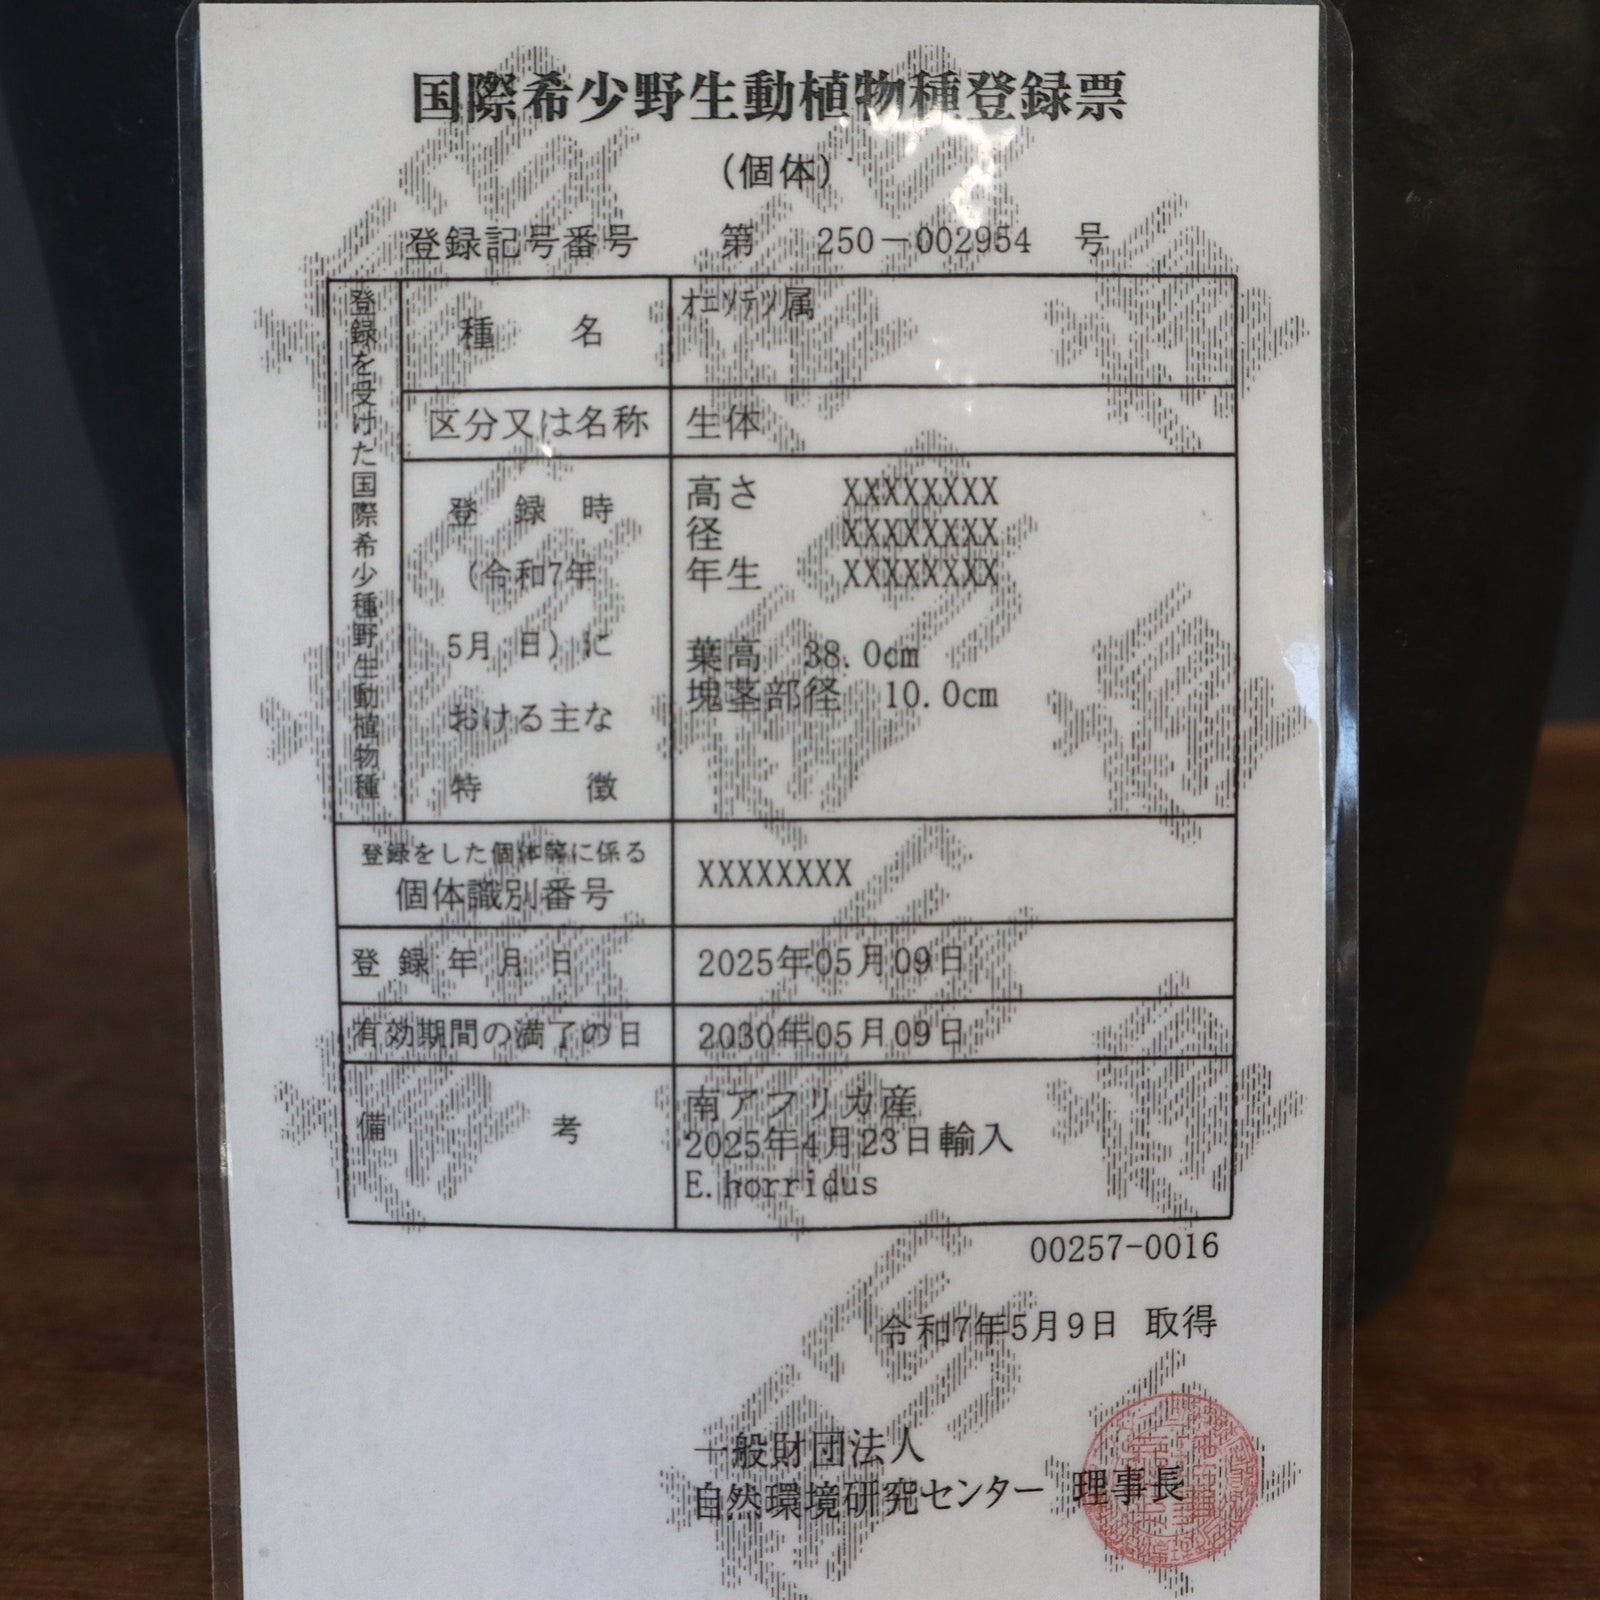 国際希少野生動植物種登録票
(個体)
登録記号番号 第 250-002954 号
登録を受けた国際希少種野生動植物種
種 名 ｵｴｿﾃﾂ属
区分又は名称 生体
登録時
(令和7年
5月 日)に
おける主な
特 徴
高さ XXXXXXXX
径 XXXXXXXX
年生 XXXXXXXX
葉高 38.0cm
塊茎部径 10.0cm
登録をした個体等に係る
個体識別番号
XXXXXXXX
登録年月日 2025年05月09日
有効期間の満了の日 2030年05月09日
備 考
南アフリカ産
2025年4月23日輸入
E.horridus
00257-0016
令和7年5月9日 取得
一般財団法人
自然環境研究センター 理事長